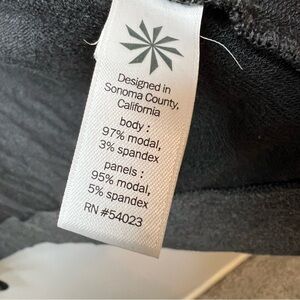 Designed in
Sonoma County,
California
body :
97% modal,
3% spandex
panels :
95% modal,
5% spandex
RN #54023